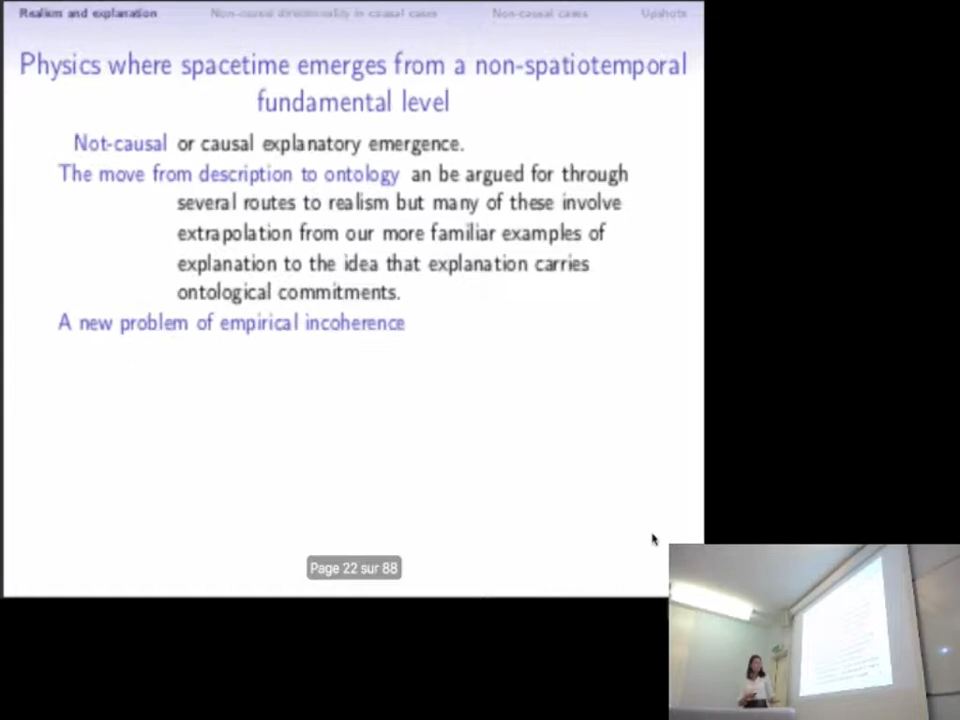 Realism and explanation Non-causal directionality in causal cases Non-causal cases Upshots
Physics where spacetime emerges from a non-spatiotemporal
fundamental level
Not-causal or causal explanatory emergence.
The move from description to ontology an be argued for through
several routes to realism but many of these involve
extrapolation from our more familiar examples of
explanation to the idea that explanation carries
ontological commitments.
A new problem of empirical incoherence
Page 22 sur 88